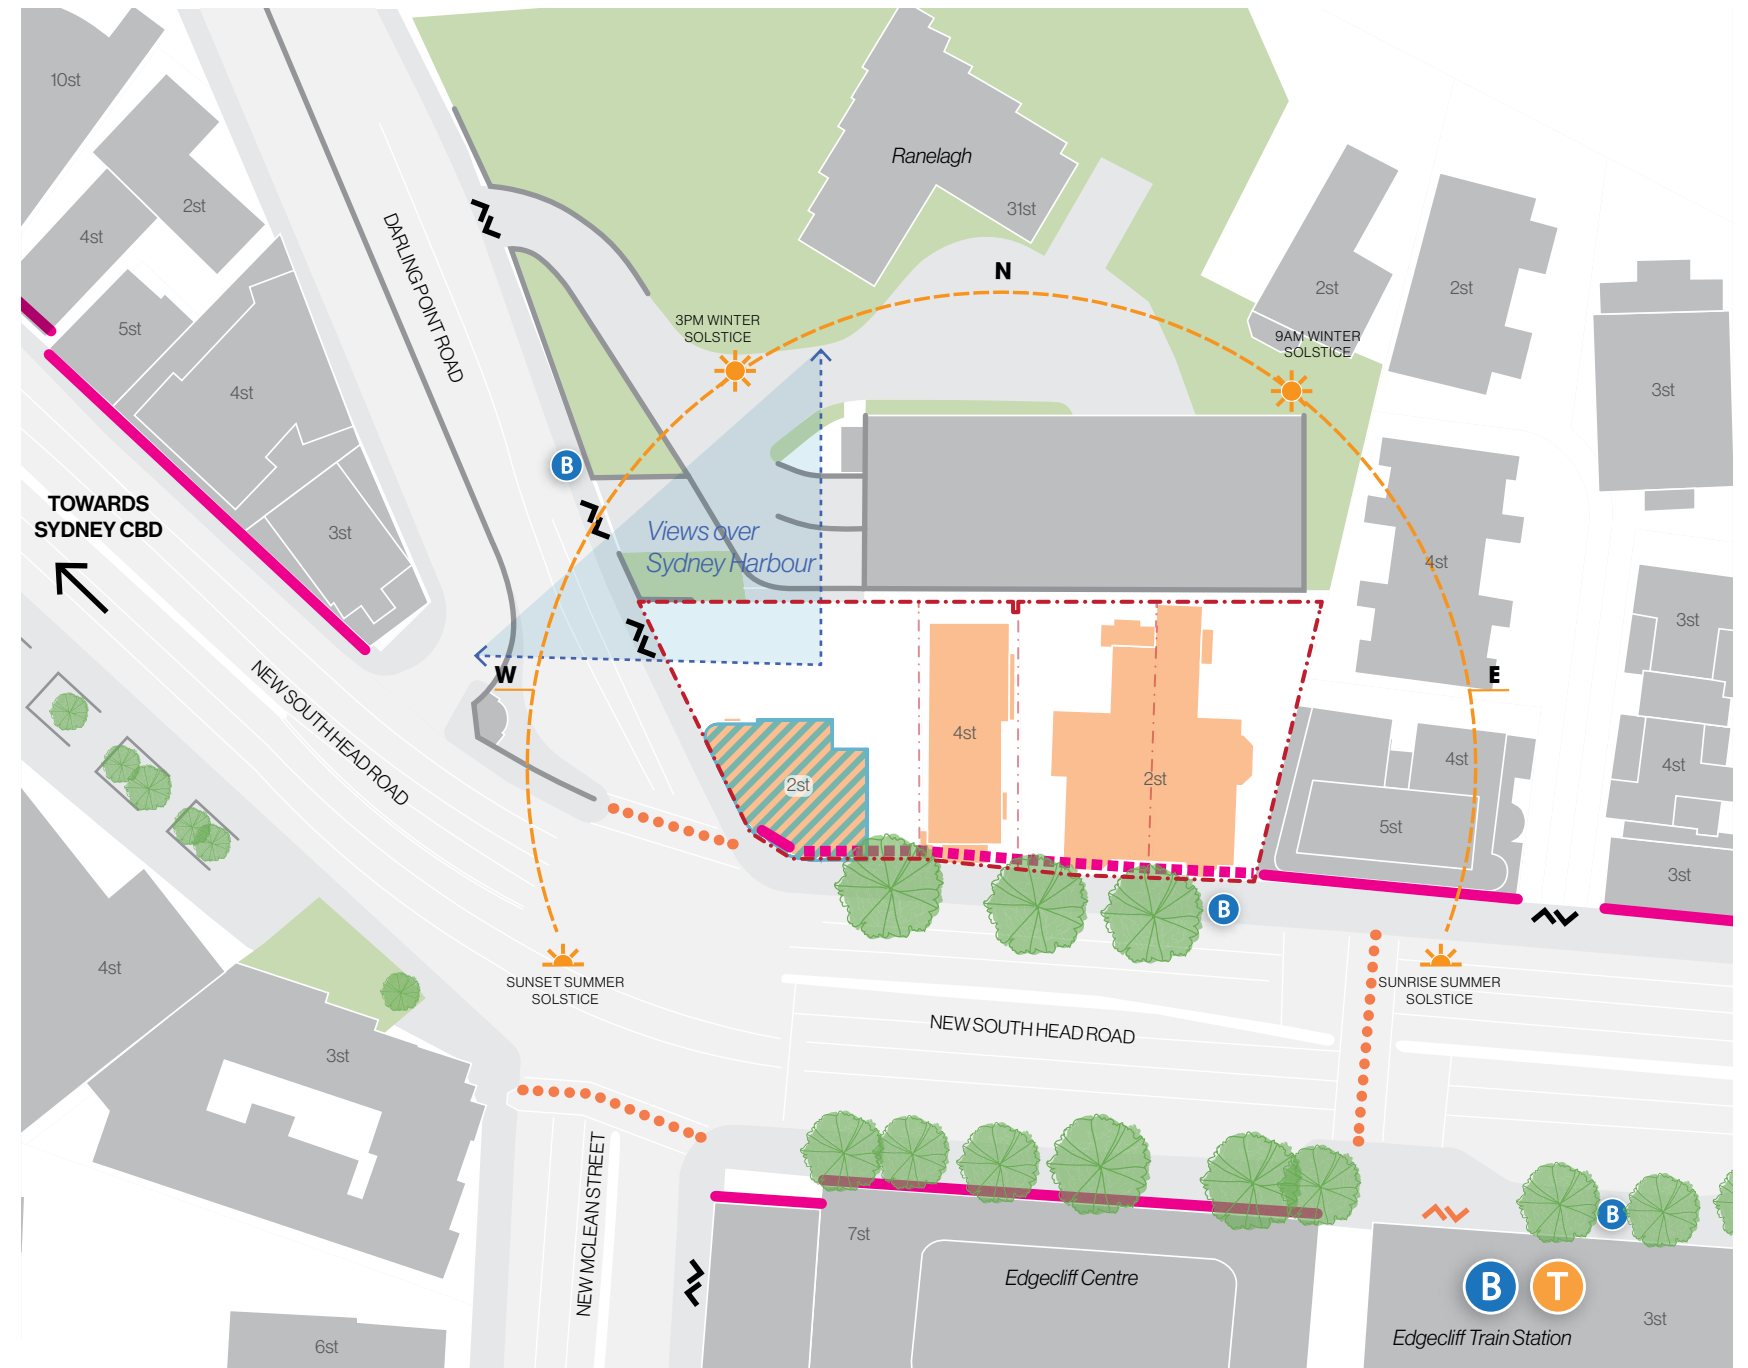 10st
2st
4st
5st
4st
3st
DARLING POINT ROAD
Ranelagh
31st
N
3PM WINTER
SOLSTICE
9AM WINTER
SOLSTICE
2st
2st
3st
B
TOWARDS
SYDNEY CBD
Views over
Sydney Harbour
4st
3st
W
E
NEW SOUTH HEAD ROAD
4st
2st
2st
4st
5st
4st
3st
B
4st
SUNSET SUMMER
SOLSTICE
SUNRISE SUMMER
SOLSTICE
NEW SOUTH HEAD ROAD
3st
NEW MCLEAN STREET
7st
Edgecliff Centre
B
B
T
Edgecliff Train Station
3st
6st